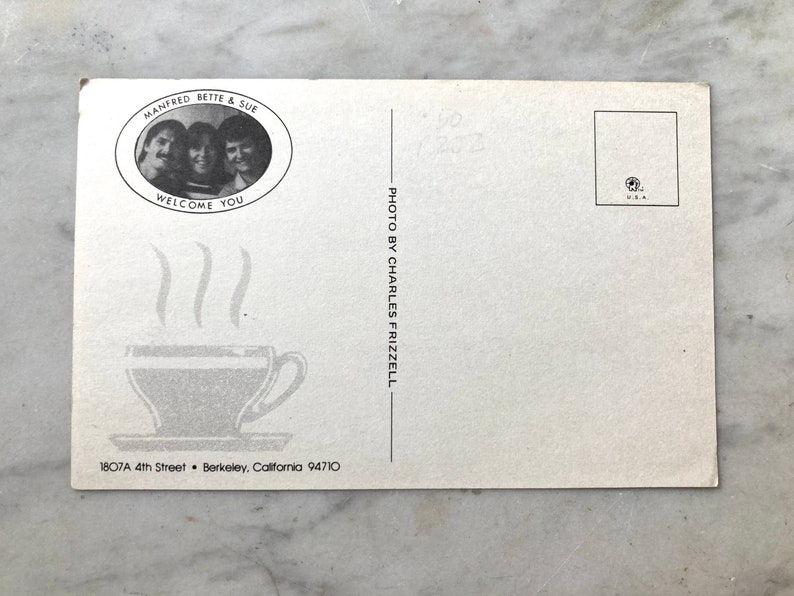 MANFRED BETTE & SUE
WELCOME YOU
1807A 4th Street • Berkeley, California 94710
PHOTO BY CHARLES FRIZZELL
U.S.A.